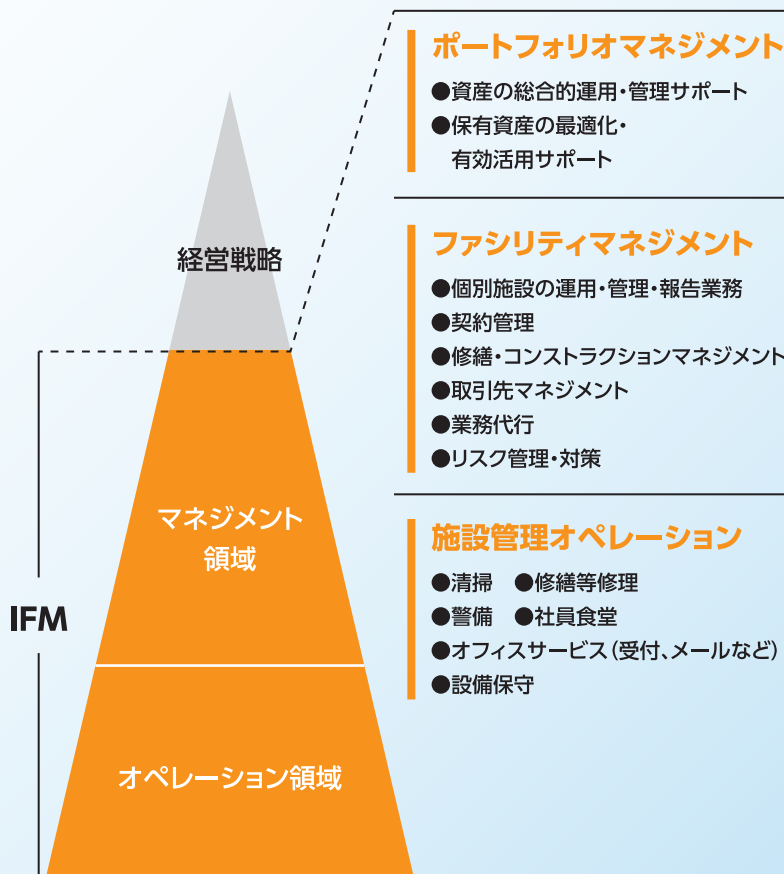 経営戦略
マネジメント
領域
オペレーション領域
IFM
ポートフォリオマネジメント
●資産の総合的運用・管理サポート
●保有資産の最適化・
有効活用サポート
ファシリティマネジメント
●個別施設の運用・管理・報告業務
●契約管理
●修繕・コンストラクションマネジメント
●取引先マネジメント
●業務代行
●リスク管理・対策
施設管理オペレーション
●清掃 ●修繕等修理
●警備 ●社員食堂
●オフィスサービス（受付、メールなど）
●設備保守